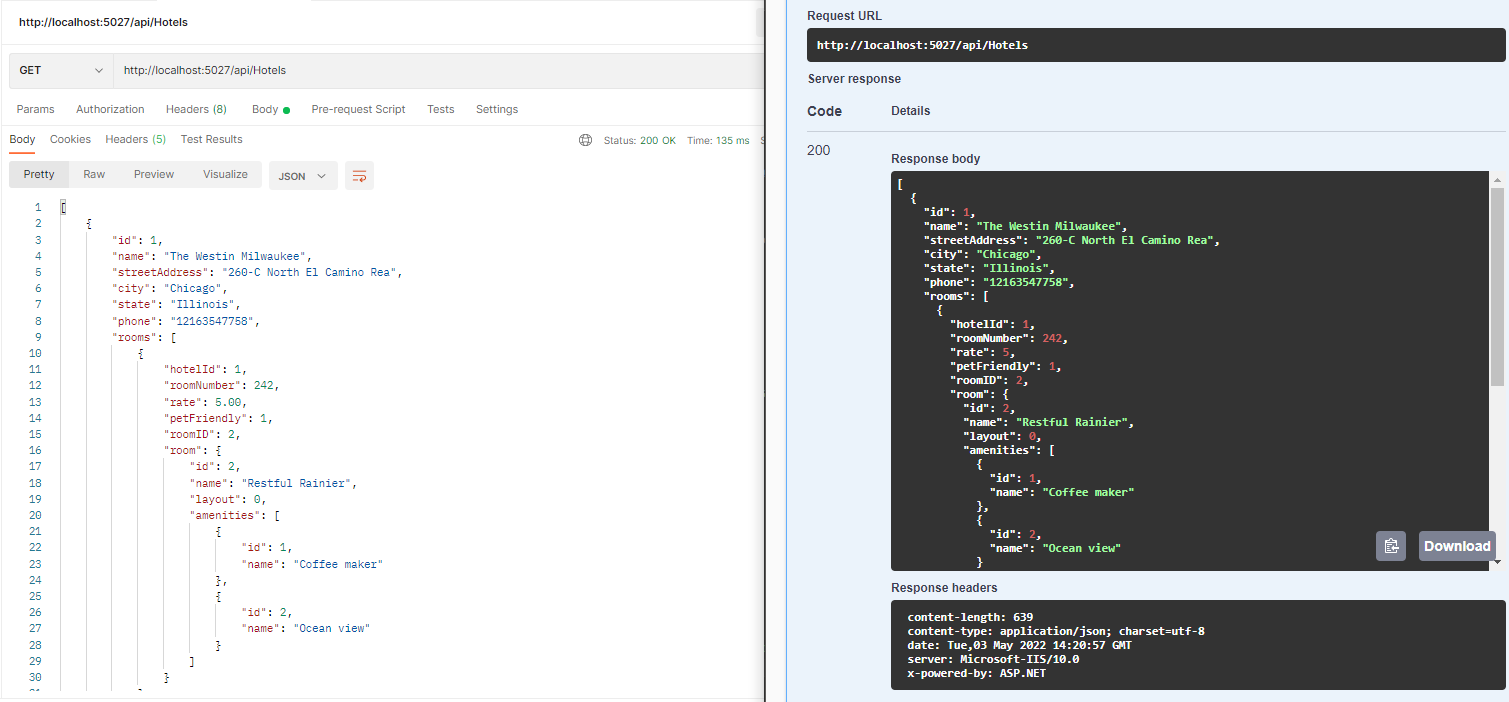 http://localhost:5027/api/Hotels
GET http://localhost:5027/api/Hotels
Params Authorization Headers (8) Body Pre-request Script Tests Settings
Body Cookies Headers (5) Test Results Status: 200 OK Time: 135 ms
Pretty Raw Preview Visualize JSON
1 [
2 {
3 "id": 1,
4 "name": "The Westin Milwaukee",
5 "streetAddress": "260-C North El Camino Rea",
6 "city": "Chicago",
7 "state": "Illinois",
8 "phone": "12163547758",
9 "rooms": [
10 {
11 "hotelId": 1,
12 "roomNumber": 242,
13 "rate": 5.00,
14 "petFriendly": 1,
15 "roomID": 2,
16 "room": {
17 "id": 2,
18 "name": "Restful Rainier",
19 "layout": 0,
20 "amenities": [
21 {
22 "id": 1,
23 "name": "Coffee maker"
24 },
25 {
26 "id": 2,
27 "name": "Ocean view"
28 }
29 ]
30 }
Request URL
http://localhost:5027/api/Hotels
Server response
Code Details
200
Response body
[
{
"id": 1,
"name": "The Westin Milwaukee",
"streetAddress": "260-C North El Camino Rea",
"city": "Chicago",
"state": "Illinois",
"phone": "12163547758",
"rooms": [
{
"hotelId": 1,
"roomNumber": 242,
"rate": 5,
"petFriendly": 1,
"roomID": 2,
"room": {
"id": 2,
"name": "Restful Rainier",
"layout": 0,
"amenities": [
{
"id": 1,
"name": "Coffee maker"
},
{
"id": 2,
"name": "Ocean view"
}
Download
Response headers
content-length: 639
content-type: application/json; charset=utf-8
date: Tue,03 May 2022 14:20:57 GMT
server: Microsoft-IIS/10.0
x-powered-by: ASP.NET